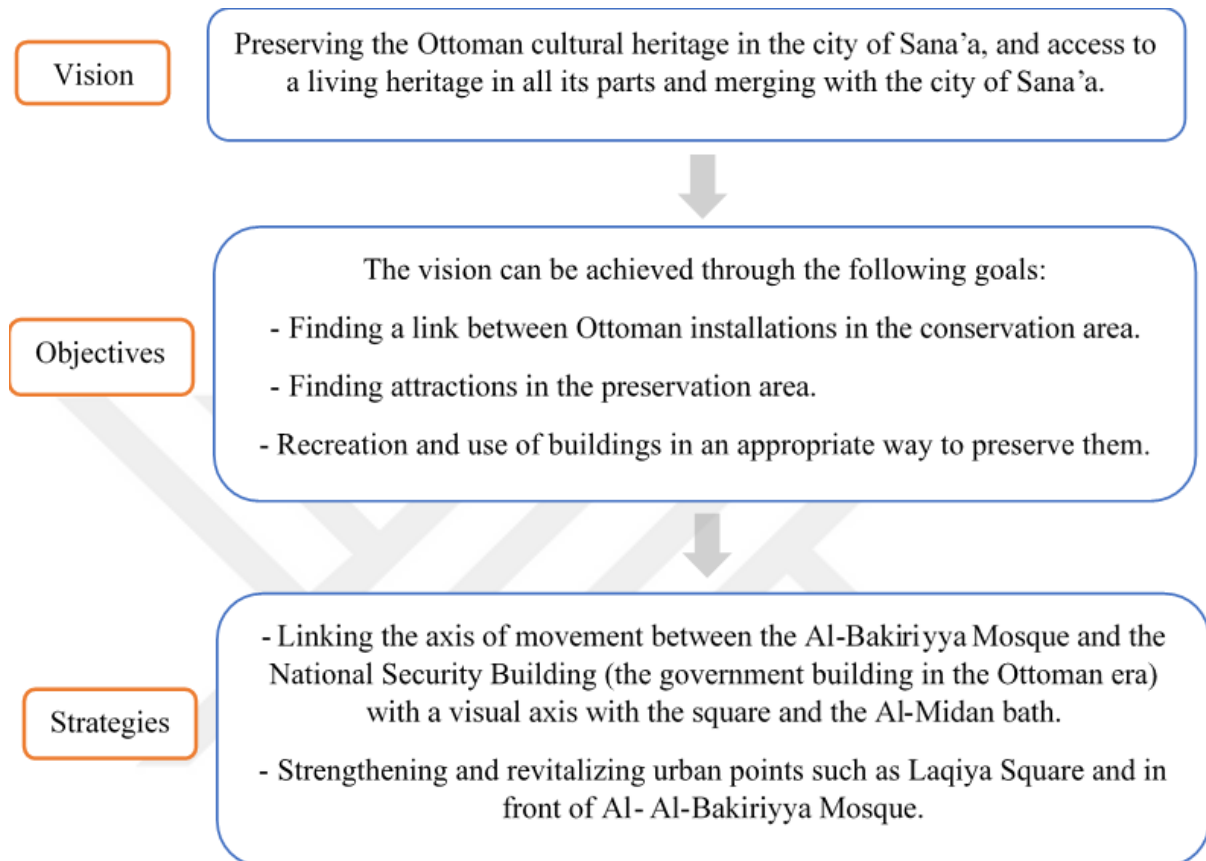 Vision
Preserving the Ottoman cultural heritage in the city of Sana’a, and access to
a living heritage in all its parts and merging with the city of Sana’a.
Objectives
The vision can be achieved through the following goals:
- Finding a link between Ottoman installations in the conservation area.
- Finding attractions in the preservation area.
- Recreation and use of buildings in an appropriate way to preserve them.
Strategies
- Linking the axis of movement between the Al-Bakiriyya Mosque and the
National Security Building (the government building in the Ottoman era)
with a visual axis with the square and the Al-Midan bath.
- Strengthening and revitalizing urban points such as Laqiya Square and in
front of Al- Al-Bakiriyya Mosque.